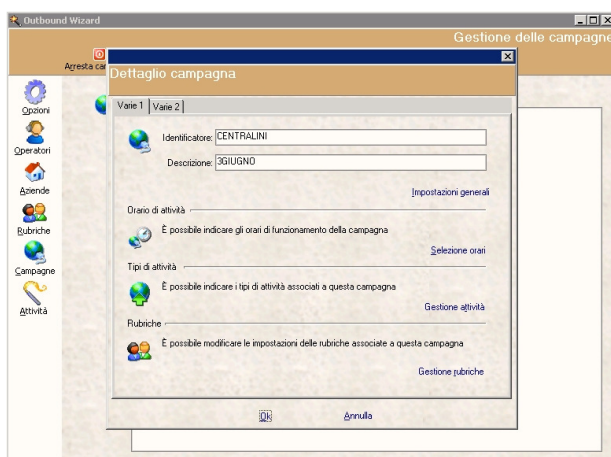 Outbound Wizard
Gestione delle campagne
Arresta
Dettaglio campagna
Opzioni
Operatori
Aziende
Rubriche
Campagne
Attività
Varie 1
Varie 2
Identificatore: CENTRALINI
Descrizione: 3GIUGNO
Impostazioni generali
Orario di attività
È possibile indicare gli orari di funzionamento della campagna
Selezione orari
Tipi di attività
È possibile indicare i tipi di attività associati a questa campagna
Gestione attività
Rubriche
È possibile modificare le impostazioni delle rubriche associate a questa campagna
Gestione rubriche
Ok
Annulla